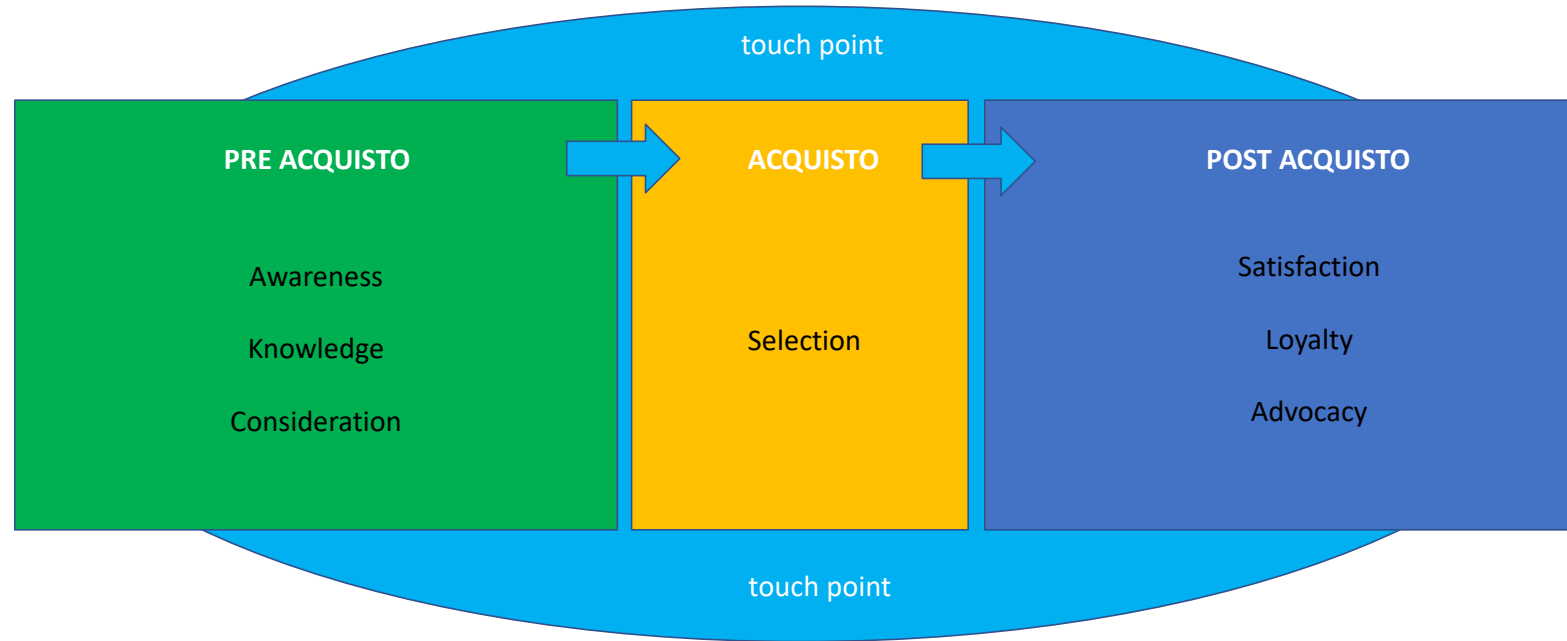 touch point
PRE ACQUISTO
Awareness
Knowledge
Consideration
ACQUISTO
Selection
POST ACQUISTO
Satisfaction
Loyalty
Advocacy
touch point